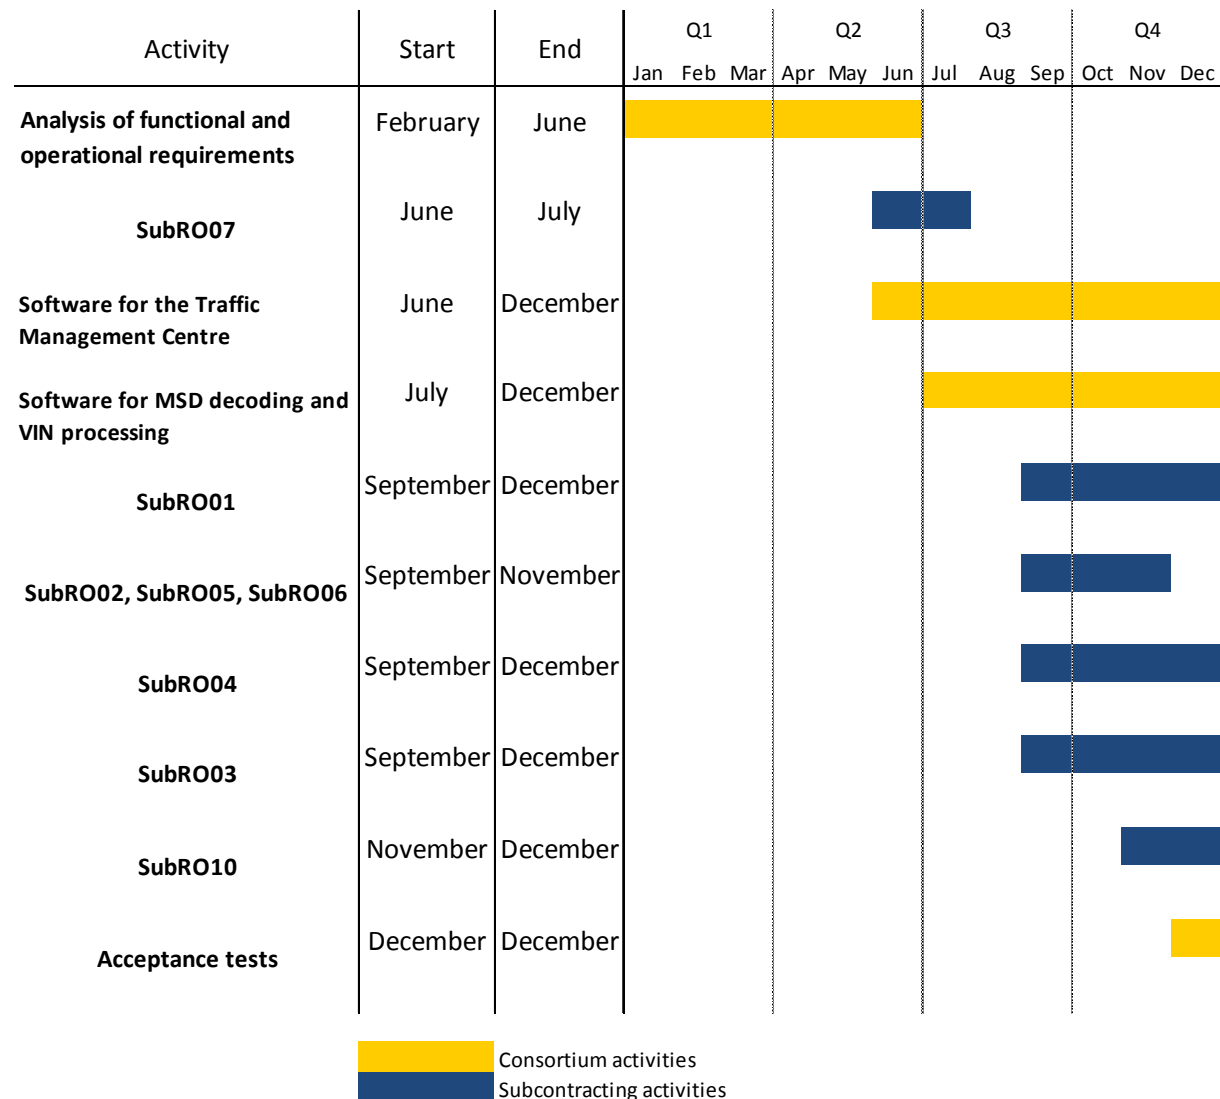 Activity Start End Q1 Q2 Q3 Q4
Jan Feb Mar Apr May Jun Jul Aug Sep Oct Nov Dec
Analysis of functional and
operational requirements
February June
SubRO07
June July
Software for the Traffic
Management Centre
June December
Software for MSD decoding and
VIN processing
July December
SubRO01
September December
SubRO02, SubRO05, SubRO06
September November
SubRO04
September December
SubRO03
September December
SubRO10
November December
Acceptance tests
December December
Consortium activities
Subcontracting activities